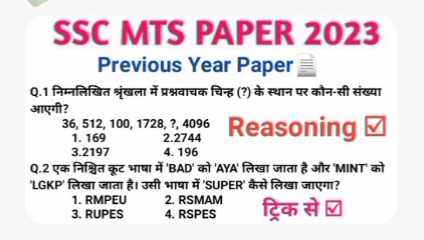 SSC MTS PAPER 2023
Previous Year Paper
Q.1 निम्नलिखित श्रृंखला में प्रश्नवाचक चिन्ह (?) के स्थान पर कौन-सी संख्या
आएगी?
36, 512, 100, 1728, ?, 4096
Reasoning
1. 169 2.2744
3.2197 4. 196
Q.2 एक निश्चित कूट भाषा में 'BAD' को 'AYA' लिखा जाता है और 'MINT' को
'LGKP' लिखा जाता है। उसी भाषा में 'SUPER' कैसे लिखा जाएगा?
1. RMPEU 2. RSMAM
3. RUPES 4. RSPES
ट्रिक से